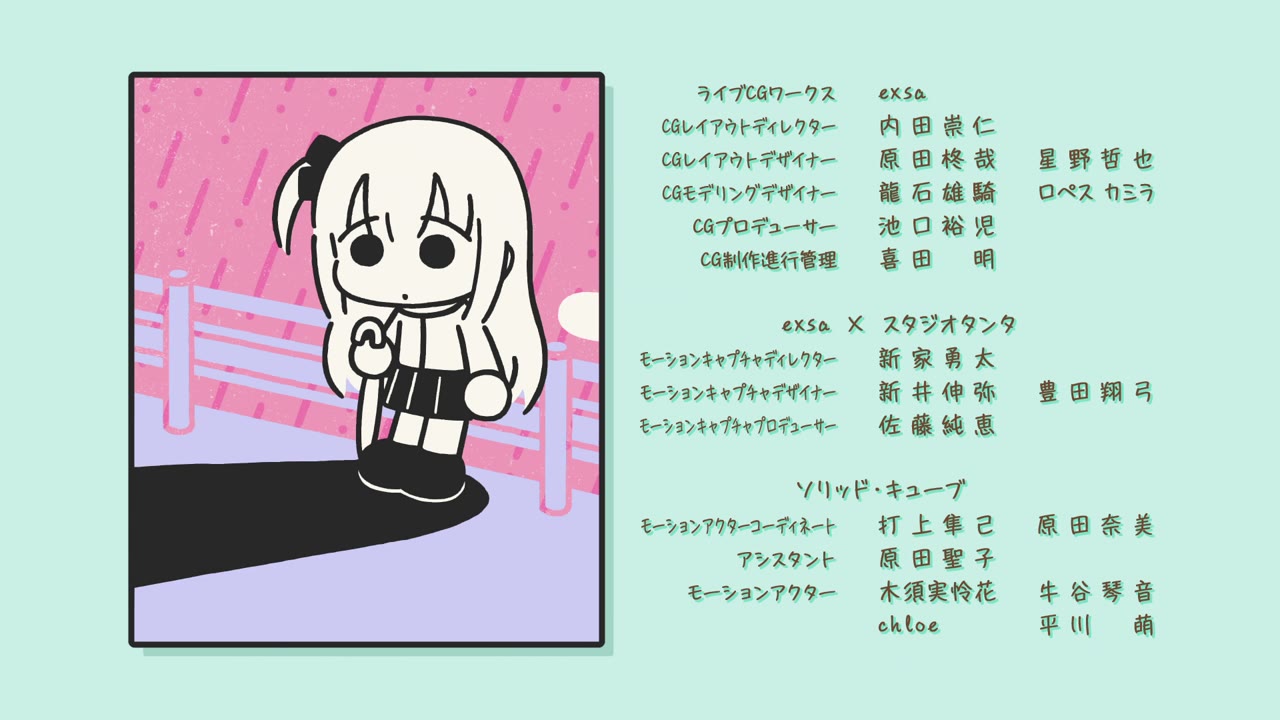 ライブCGワークス exsa
CGレイアウトディレクター 内田崇仁
CGレイアウトデザイナー 原田柊哉 星野哲也
CGモデリングデザイナー 龍石雄騎 ロペス カミラ
CGプロデューサー 池口裕児
CG制作進行管理 喜田 明
exsa × スタジオタンタ
モーションキャプチャディレクター 新家勇太
モーションキャプチャデザイナー 新井伸弥 豊田翔弓
モーションキャプチャプロデューサー 佐藤純恵
ソリッド・キューブ
モーションアクターコーディネート 打上隼己 原田奈美
アシスタント 原田聖子
モーションアクター 木須実怜花 牛谷琴音
chloe 平川 萌